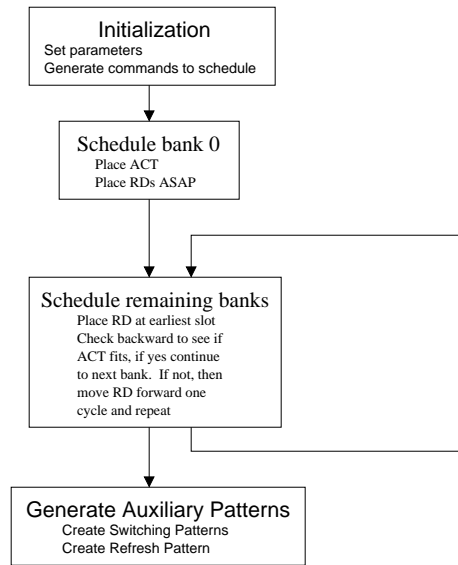 Initialization
Set parameters
Generate commands to schedule
Schedule bank 0
Place ACT
Place RDs ASAP
Schedule remaining banks
Place RD at earliest slot
Check backward to see if
ACT fits, if yes continue
to next bank. If not, then
move RD forward one
cycle and repeat
Generate Auxiliary Patterns
Create Switching Patterns
Create Refresh Pattern